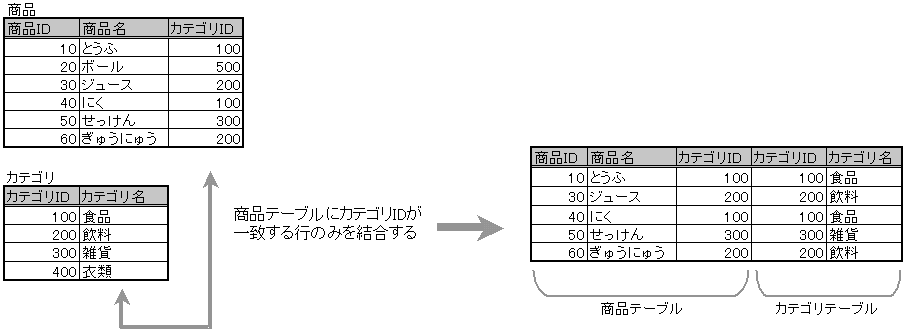 商品
商品ID 商品名 カテゴリID
10 とうふ 100
20 ボール 500
30 ジュース 200
40 にく 100
50 せっけん 300
60 ぎゅうにゅう 200
カテゴリ
カテゴリID カテゴリ名
100 食品
200 飲料
300 雑貨
400 衣類
商品テーブルにカテゴリIDが
一致する行のみを結合する
商品ID 商品名 カテゴリID カテゴリID カテゴリ名
10 とうふ 100 100 食品
30 ジュース 200 200 飲料
40 にく 100 100 食品
50 せっけん 300 300 雑貨
60 ぎゅうにゅう 200 200 飲料
商品テーブル カテゴリテーブル